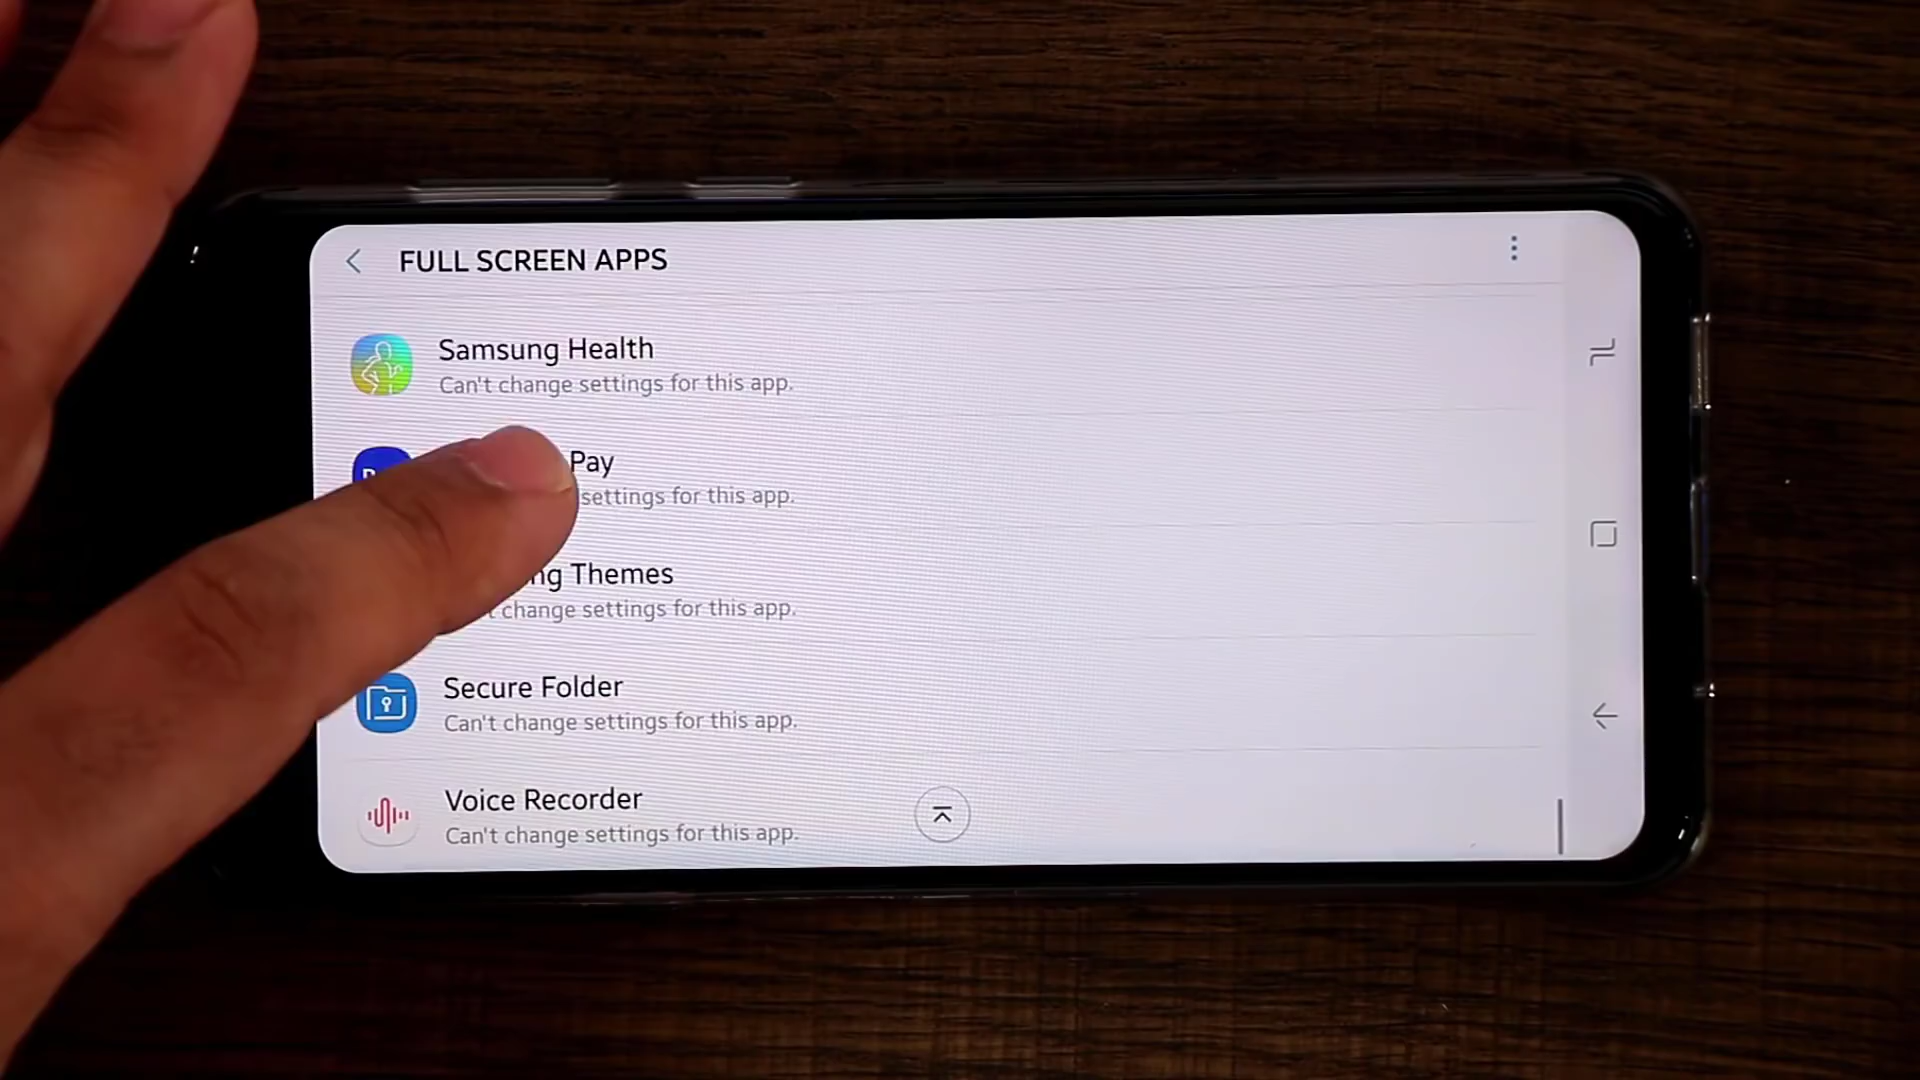 FULL SCREEN APPS
Samsung Health
Can't change settings for this app.
Pay
settings for this app.
ng Themes
change settings for this app.
Secure Folder
Can't change settings for this app.
Voice Recorder
Can't change settings for this app.